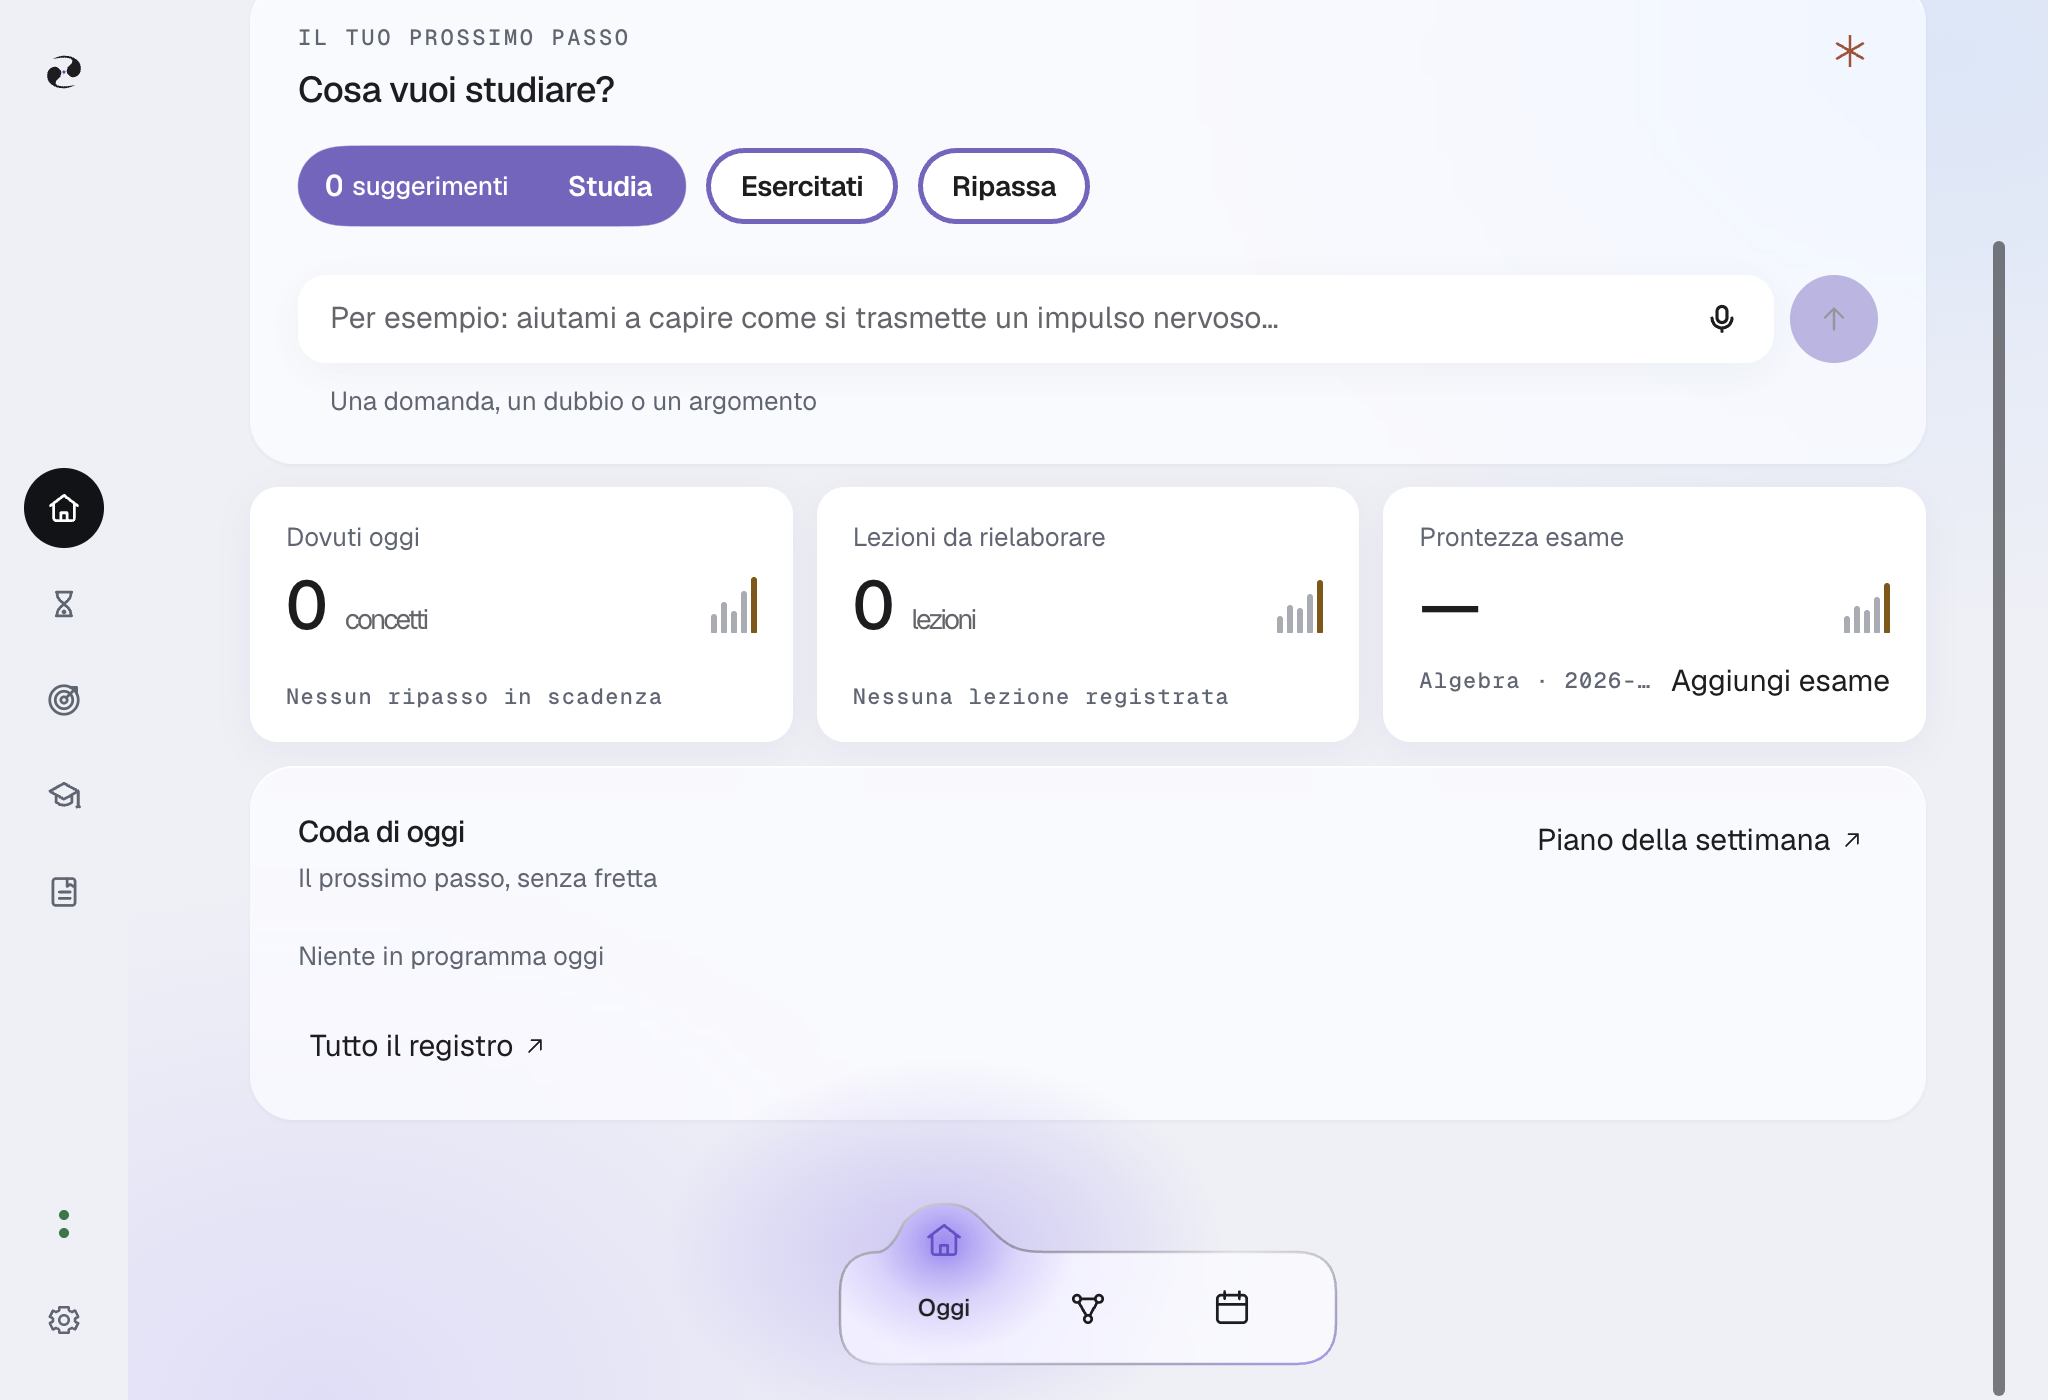 IL TUO PROSSIMO PASSO
Cosa vuoi studiare?
0 suggerimenti Studia Esercitati Ripassa
Per esempio: aiutami a capire come si trasmette un impulso nervoso...
Una domanda, un dubbio o un argomento
Dovuti oggi
0 concetti
Nessun ripasso in scadenza
Lezioni da rielaborare
0 lezioni
Nessuna lezione registrata
Prontezza esame
—
Algebra · 2026-… Aggiungi esame
Coda di oggi
Piano della settimana
Il prossimo passo, senza fretta
Niente in programma oggi
Tutto il registro
Oggi